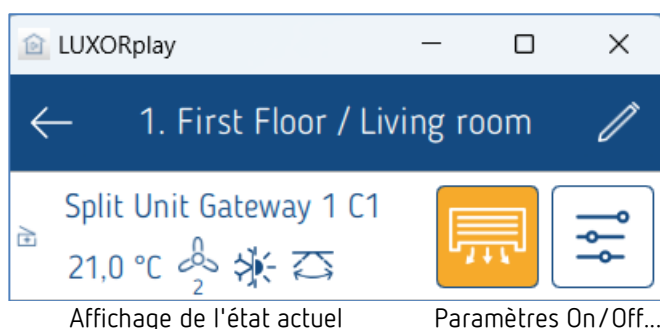 LUXORplay
1. First Floor / Living room
Split Unit Gateway 1 C1
21,0 °C 2
Affichage de l'état actuel Paramètres On/Off...